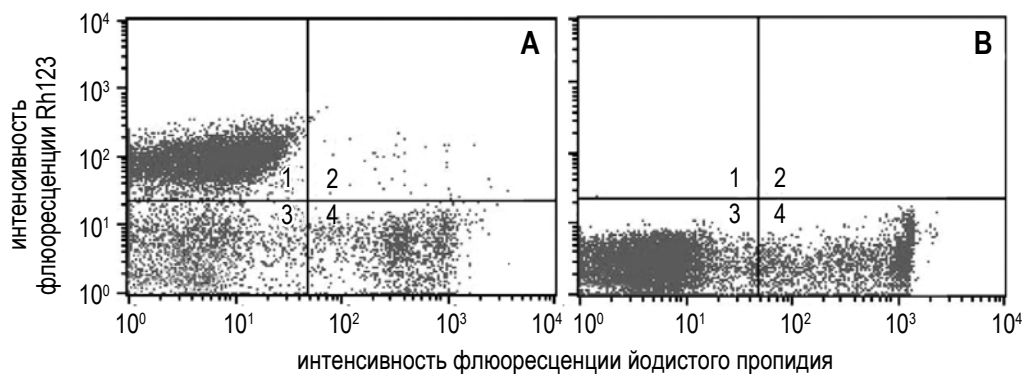 A
B
интенсивность
флюоресценции Rh123
10⁴
10³
10²
10¹
10⁰
1 2
3 4
1 2
3 4
10⁰ 10¹ 10² 10³ 10⁴
10⁰ 10¹ 10² 10³ 10⁴
интенсивность флюоресценции йодистого пропидия